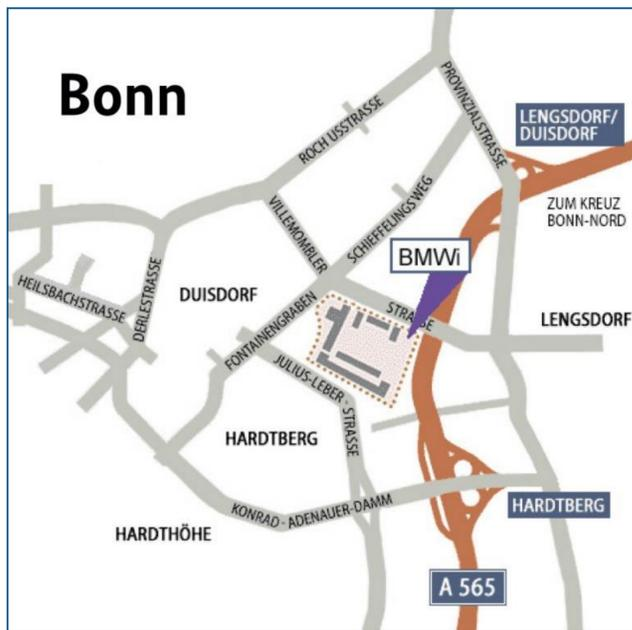 Bonn
PROVINZIALSTRASSE
LENGSDORF/
DUISDORF
ROCH USSTRASSE
ZUM KREUZ
BONN-NORD
VILLEMOMBLER
SCHIEFFELINGSWEG
BMWi
HEILSBACHSTRASSE
DERLESTRASSE
DUISDORF
FONTAINENGRABEN
STRASSE
LENGSDORF
JULIUS-LEBER-STRASSE
HARDTBERG
KONRAD-ADENAUER-DAMM
HARDTBERG
HARDTHÖHE
A 565